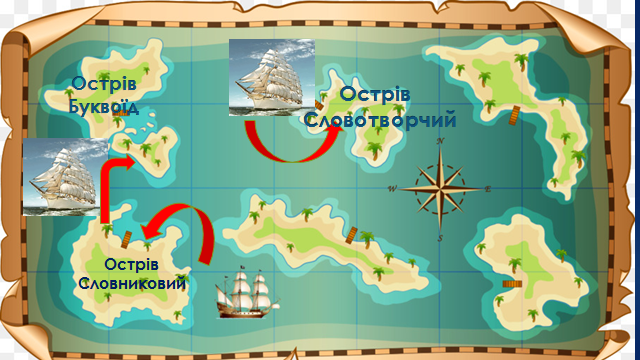 Острів
Буквоїд
Острів
Словотворчий
N
W
E
S
Острів
Словниковий